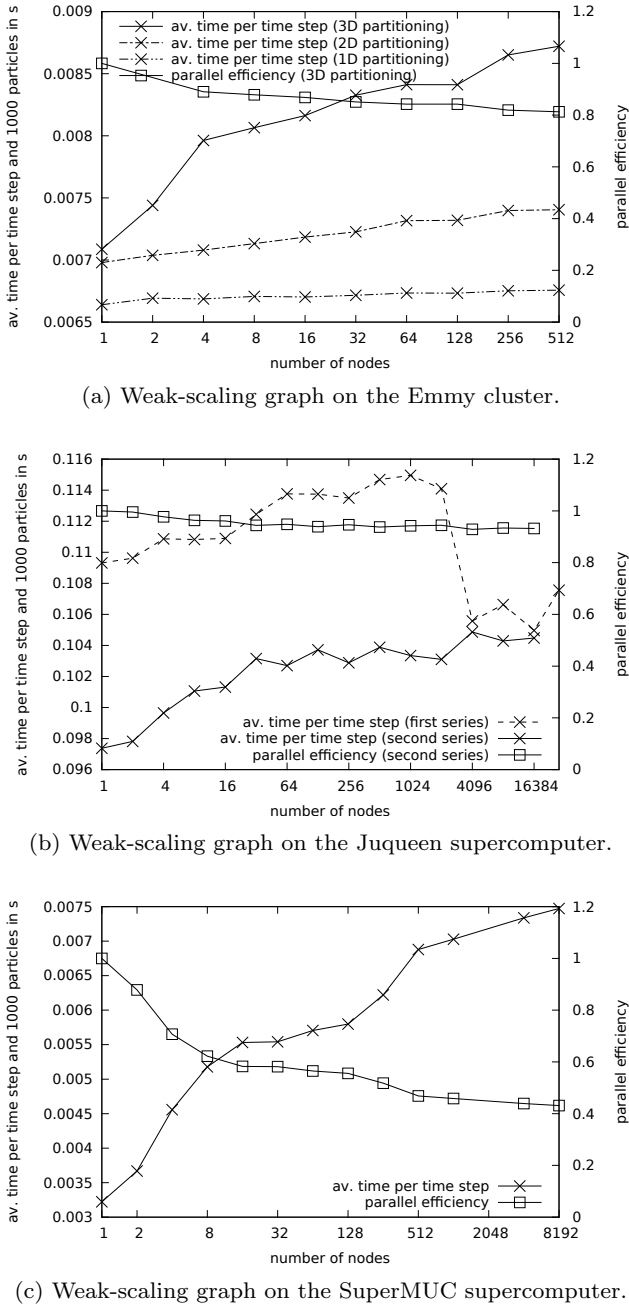 av. time per time step and 1000 particles in s
0.009
0.0085
0.008
0.0075
0.007
0.0065
av. time per time step (3D partitioning)
av. time per time step (2D partitioning)
av. time per time step (1D partitioning)
parallel efficiency (3D partitioning)
1.2
1
0.8
0.6
0.4
0.2
0
parallel efficiency
1 2 4 8 16 32 64 128 256 512
number of nodes
(a) Weak-scaling graph on the Emmy cluster.
av. time per time step and 1000 particles in s
0.116
0.114
0.112
0.11
0.108
0.106
0.104
0.102
0.1
0.098
0.096
av. time per time step (first series)
av. time per time step (second series)
parallel efficiency (second series)
1.2
1
0.8
0.6
0.4
0.2
0
parallel efficiency
1 4 16 64 256 1024 4096 16384
number of nodes
(b) Weak-scaling graph on the Juqueen supercomputer.
av. time per time step and 1000 particles in s
0.0075
0.007
0.0065
0.006
0.0055
0.005
0.0045
0.004
0.0035
0.003
av. time per time step
parallel efficiency
1.2
1
0.8
0.6
0.4
0.2
0
parallel efficiency
1 2 8 32 128 512 2048 8192
number of nodes
(c) Weak-scaling graph on the SuperMUC supercomputer.